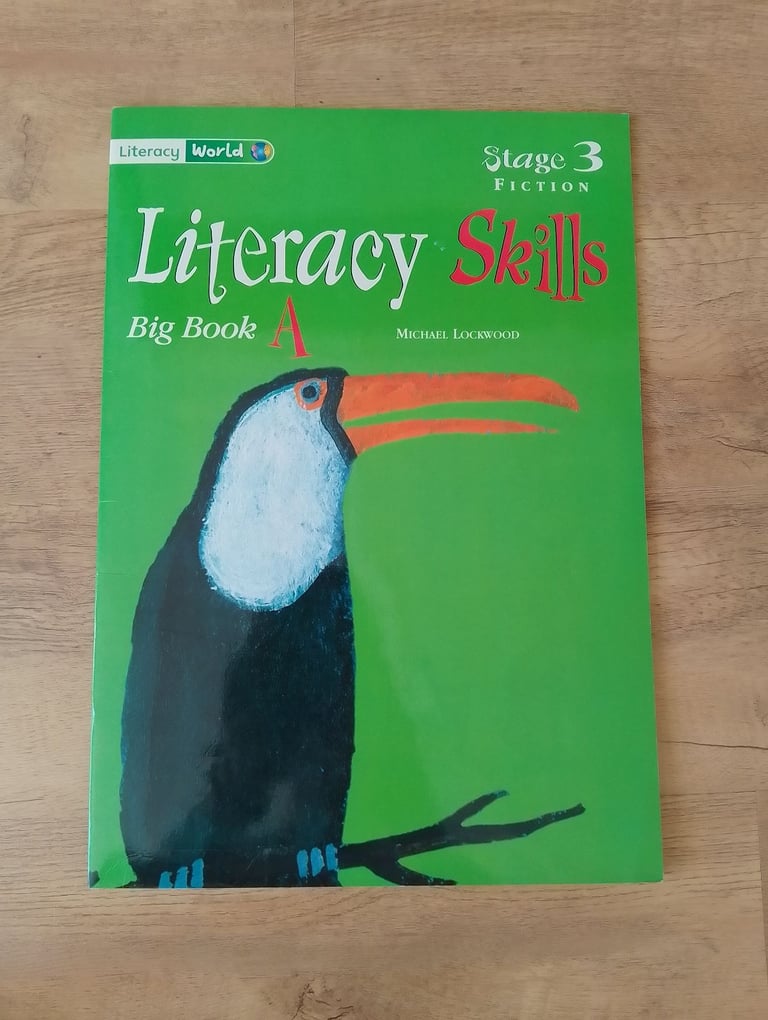 Literacy World
Stage 3
FICTION
Literacy Skills
Big Book A
MICHAEL LOCKWOOD